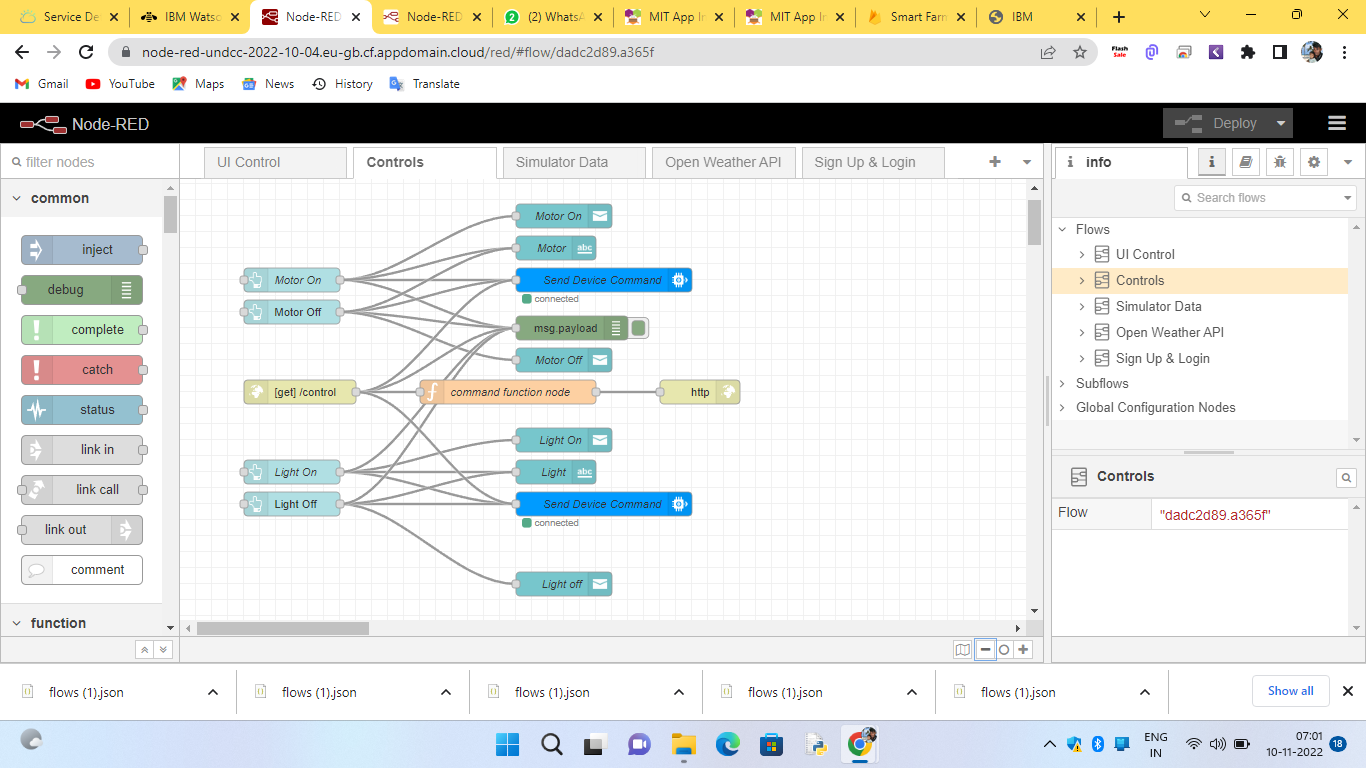 Service De
IBM Watso
Node-RED
Node-RED
(2) WhatsA
MIT App In
MIT App In
Smart Farm
IBM
node-red-undcc-2022-10-04.eu-gb.cf.appdomain.cloud/red/#flow/dadc2d89.a365f
Flash Sale
Gmail
YouTube
Maps
News
History
Translate
Node-RED
Deploy
filter nodes
UI Control
Controls
Simulator Data
Open Weather API
Sign Up & Login
info
common
inject
debug
complete
catch
status
link in
link call
link out
comment
function
Motor On
Motor abc
Motor On
Send Device Command
connected
Motor Off
msg.payload
Motor Off
[get] /control
command function node
http
Light On
Light On
Light abc
Light Off
Send Device Command
connected
Light off
Search flows
Flows
UI Control
Controls
Simulator Data
Open Weather API
Sign Up & Login
Subflows
Global Configuration Nodes
Controls
Flow
"dadc2d89.a365f"
flows (1).json
flows (1).json
flows (1).json
flows (1).json
flows (1).json
Show all
ENG
IN
07:01
10-11-2022
18